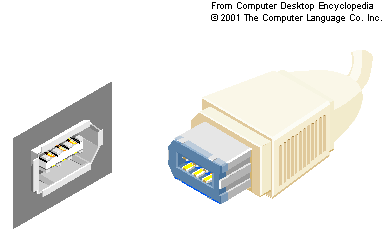 From Computer Desktop Encyclopedia
© 2001 The Computer Language Co. Inc.